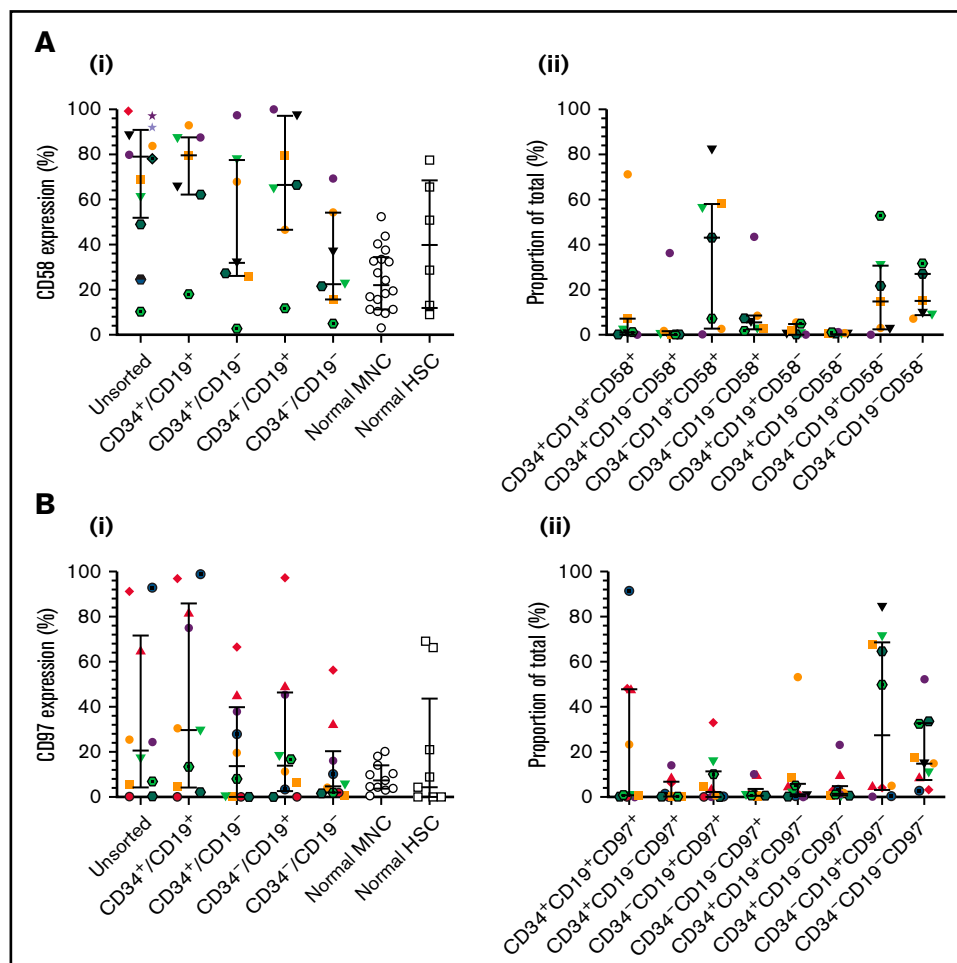 A
(i)
CD58 expression (%)
100
80
60
40
20
0
Unsorted
CD34⁺/CD19⁺
CD34⁺/CD19⁻
CD34⁻/CD19⁺
CD34⁻/CD19⁻
Normal MNC
Normal HSC
(ii)
Proportion of total (%)
100
80
60
40
20
0
CD34⁺CD19⁺CD58⁺
CD34⁺CD19⁻CD58⁺
CD34⁻CD19⁺CD58⁺
CD34⁻CD19⁻CD58⁺
CD34⁺CD19⁺CD58⁻
CD34⁺CD19⁻CD58⁻
CD34⁻CD19⁺CD58⁻
CD34⁻CD19⁻CD58⁻
B
(i)
CD97 expression (%)
100
80
60
40
20
0
Unsorted
CD34⁺/CD19⁺
CD34⁺/CD19⁻
CD34⁻/CD19⁺
CD34⁻/CD19⁻
Normal MNC
Normal HSC
(ii)
Proportion of total (%)
100
80
60
40
20
0
CD34⁺CD19⁺CD97⁺
CD34⁺CD19⁻CD97⁺
CD34⁻CD19⁺CD97⁺
CD34⁻CD19⁻CD97⁺
CD34⁺CD19⁺CD97⁻
CD34⁺CD19⁻CD97⁻
CD34⁻CD19⁺CD97⁻
CD34⁻CD19⁻CD97⁻